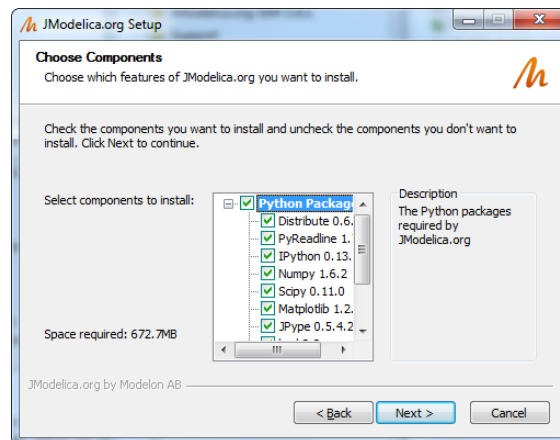 JModelica.org Setup
Choose Components
Choose which features of JModelica.org you want to install.
Check the components you want to install and uncheck the components you don't want to
install. Click Next to continue.
Select components to install:
Python Package
Distribute 0.6.
PyReadline 1.
IPython 0.13.
Numpy 1.6.2
Scipy 0.11.0
Matplotlib 1.2.
JPype 0.5.4.2
Description
The Python packages
required by
JModelica.org
Space required: 672.7MB
JModelica.org by Modelon AB
< Back
Next >
Cancel